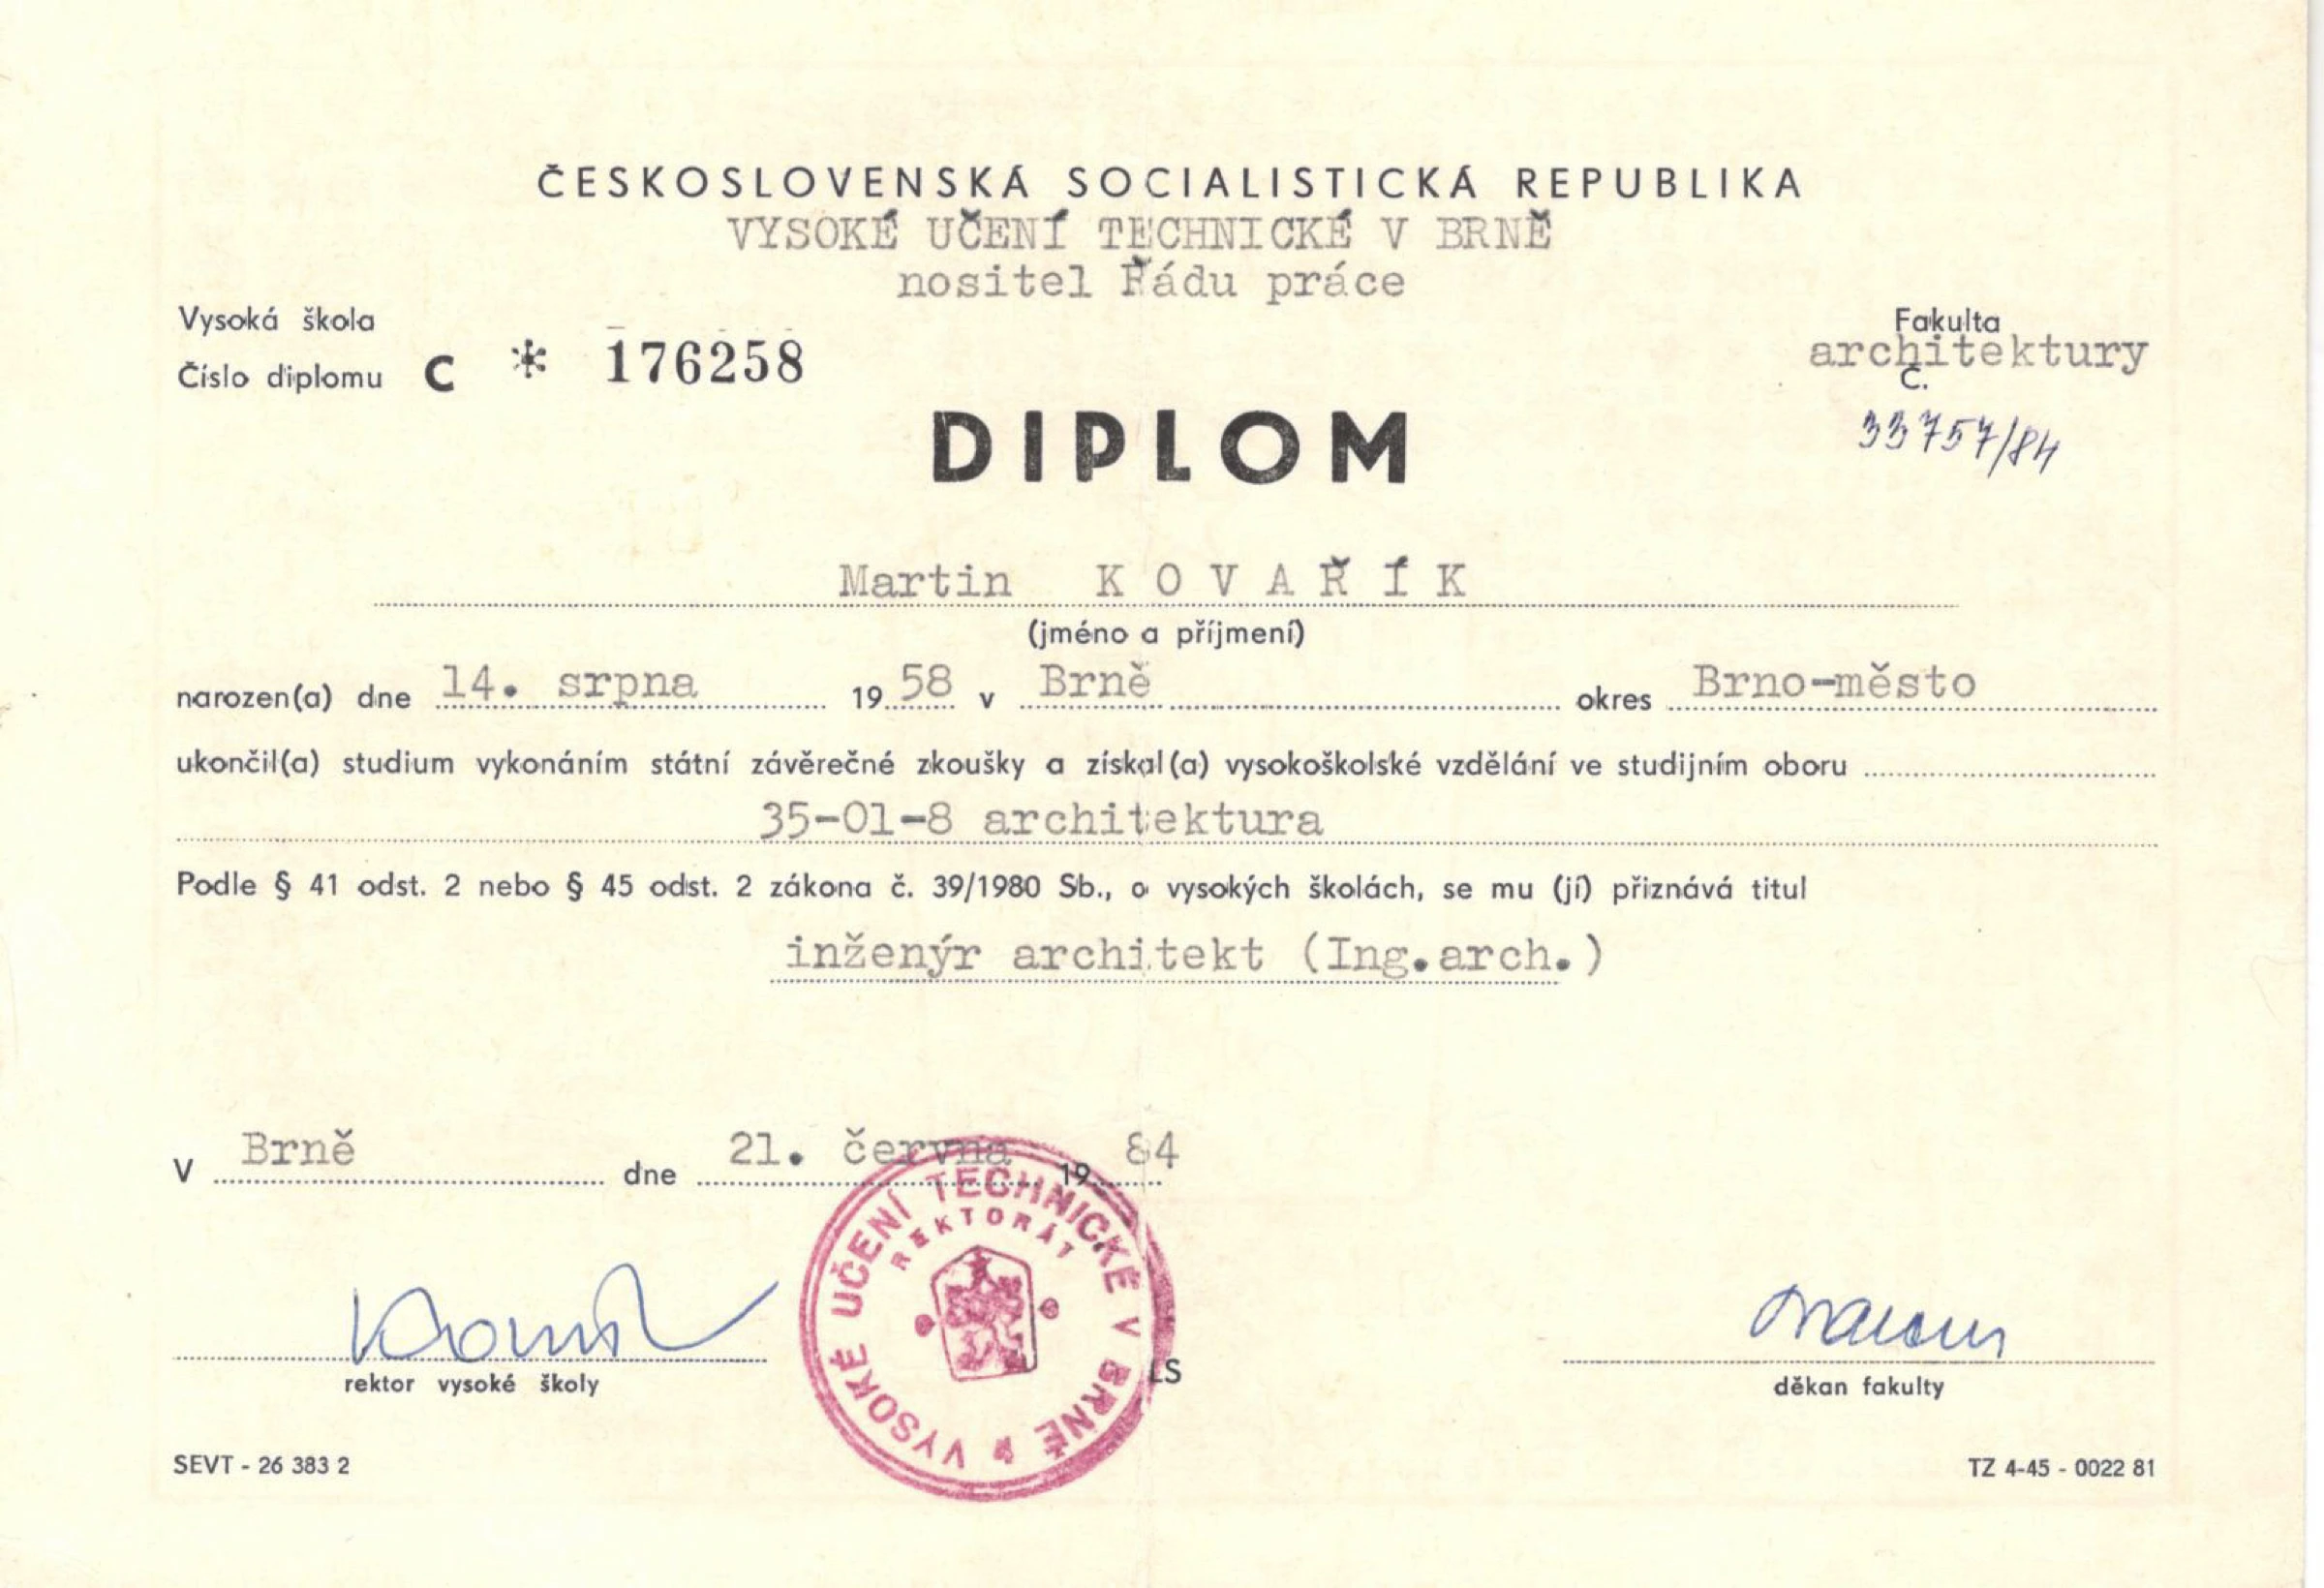 ČESKOSLOVENSKÁ SOCIALISTICKÁ REPUBLIKA
VYSOKÉ UČENÍ TECHNICKÉ V BRNĚ
nositel Řádu práce
Vysoká škola
Fakulta
architektury
Číslo diplomu C * 176258
Č.
33757/84
DIPLOM
Martin KOVAŘÍK
(jméno a příjmení)
narozen(a) dne 14. srpna 1958 v Brně okres Brno-město
ukončil(a) studium vykonáním státní závěrečné zkoušky a získal(a) vysokoškolské vzdělání ve studijním oboru
35-01-8 architektura
Podle § 41 odst. 2 nebo § 45 odst. 2 zákona č. 39/1980 Sb., o vysokých školách, se mu (jí) přiznává titul
inženýr architekt (Ing.arch.)
V Brně dne 21. června 1984
VYSOKÉ UČENÍ TECHNICKÉ V BRNĚ
REKTORÁT
LS
rektor vysoké školy
děkan fakulty
SEVT - 26 383 2
TZ 4-45 - 0022 81